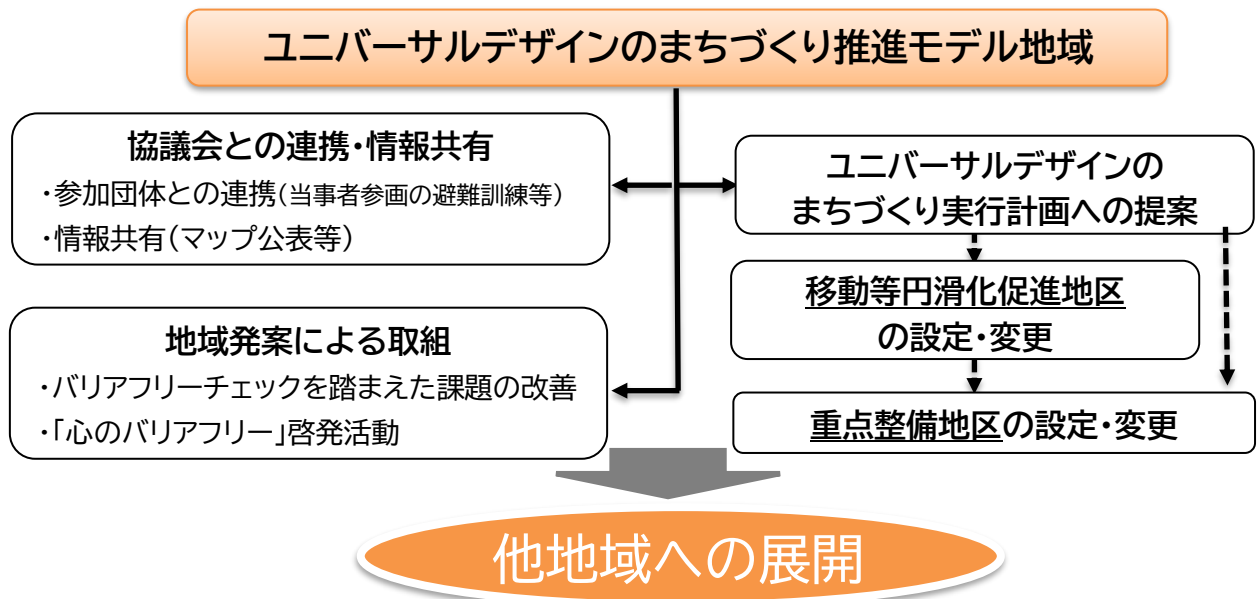 ユニバーサルデザインのまちづくり推進モデル地域
協議会との連携・情報共有
・参加団体との連携(当事者参画の避難訓練等)
・情報共有(マップ公表等)
地域発案による取組
・バリアフリーチェックを踏まえた課題の改善
・「心のバリアフリー」啓発活動
ユニバーサルデザインの
まちづくり実行計画への提案
移動等円滑化促進地区
の設定・変更
重点整備地区の設定・変更
他地域への展開